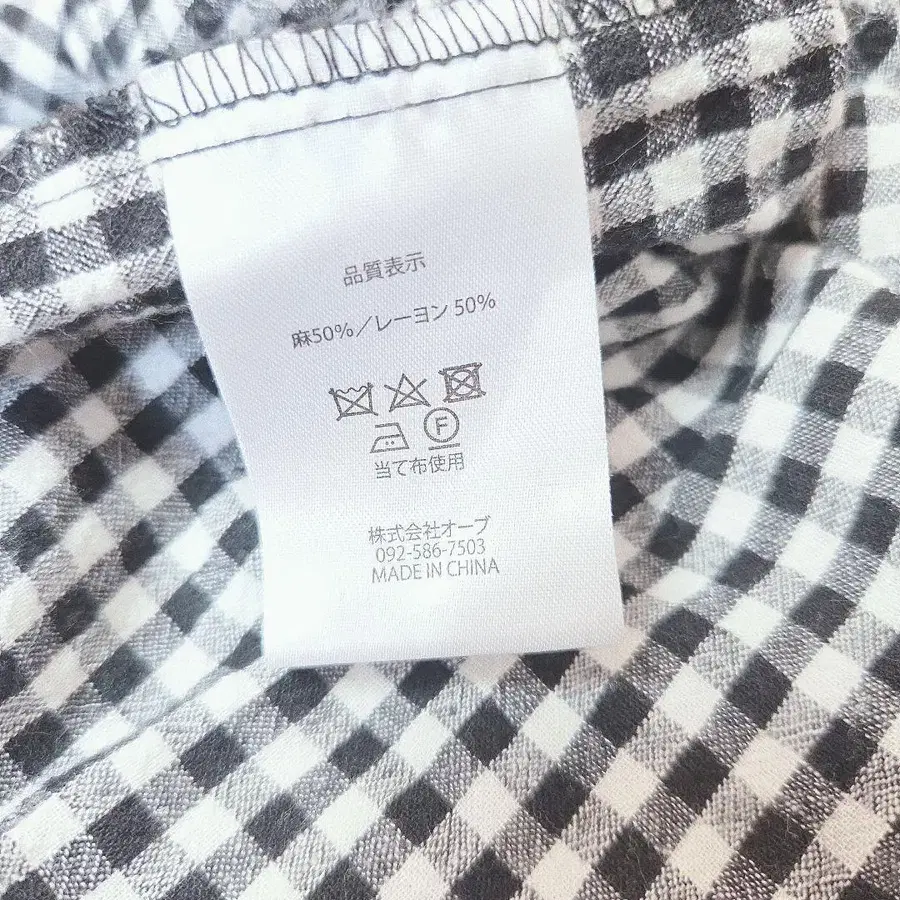 品質表示
麻50%／レーヨン 50%
F
当て布使用
株式会社オーブ
092-586-7503
MADE IN CHINA